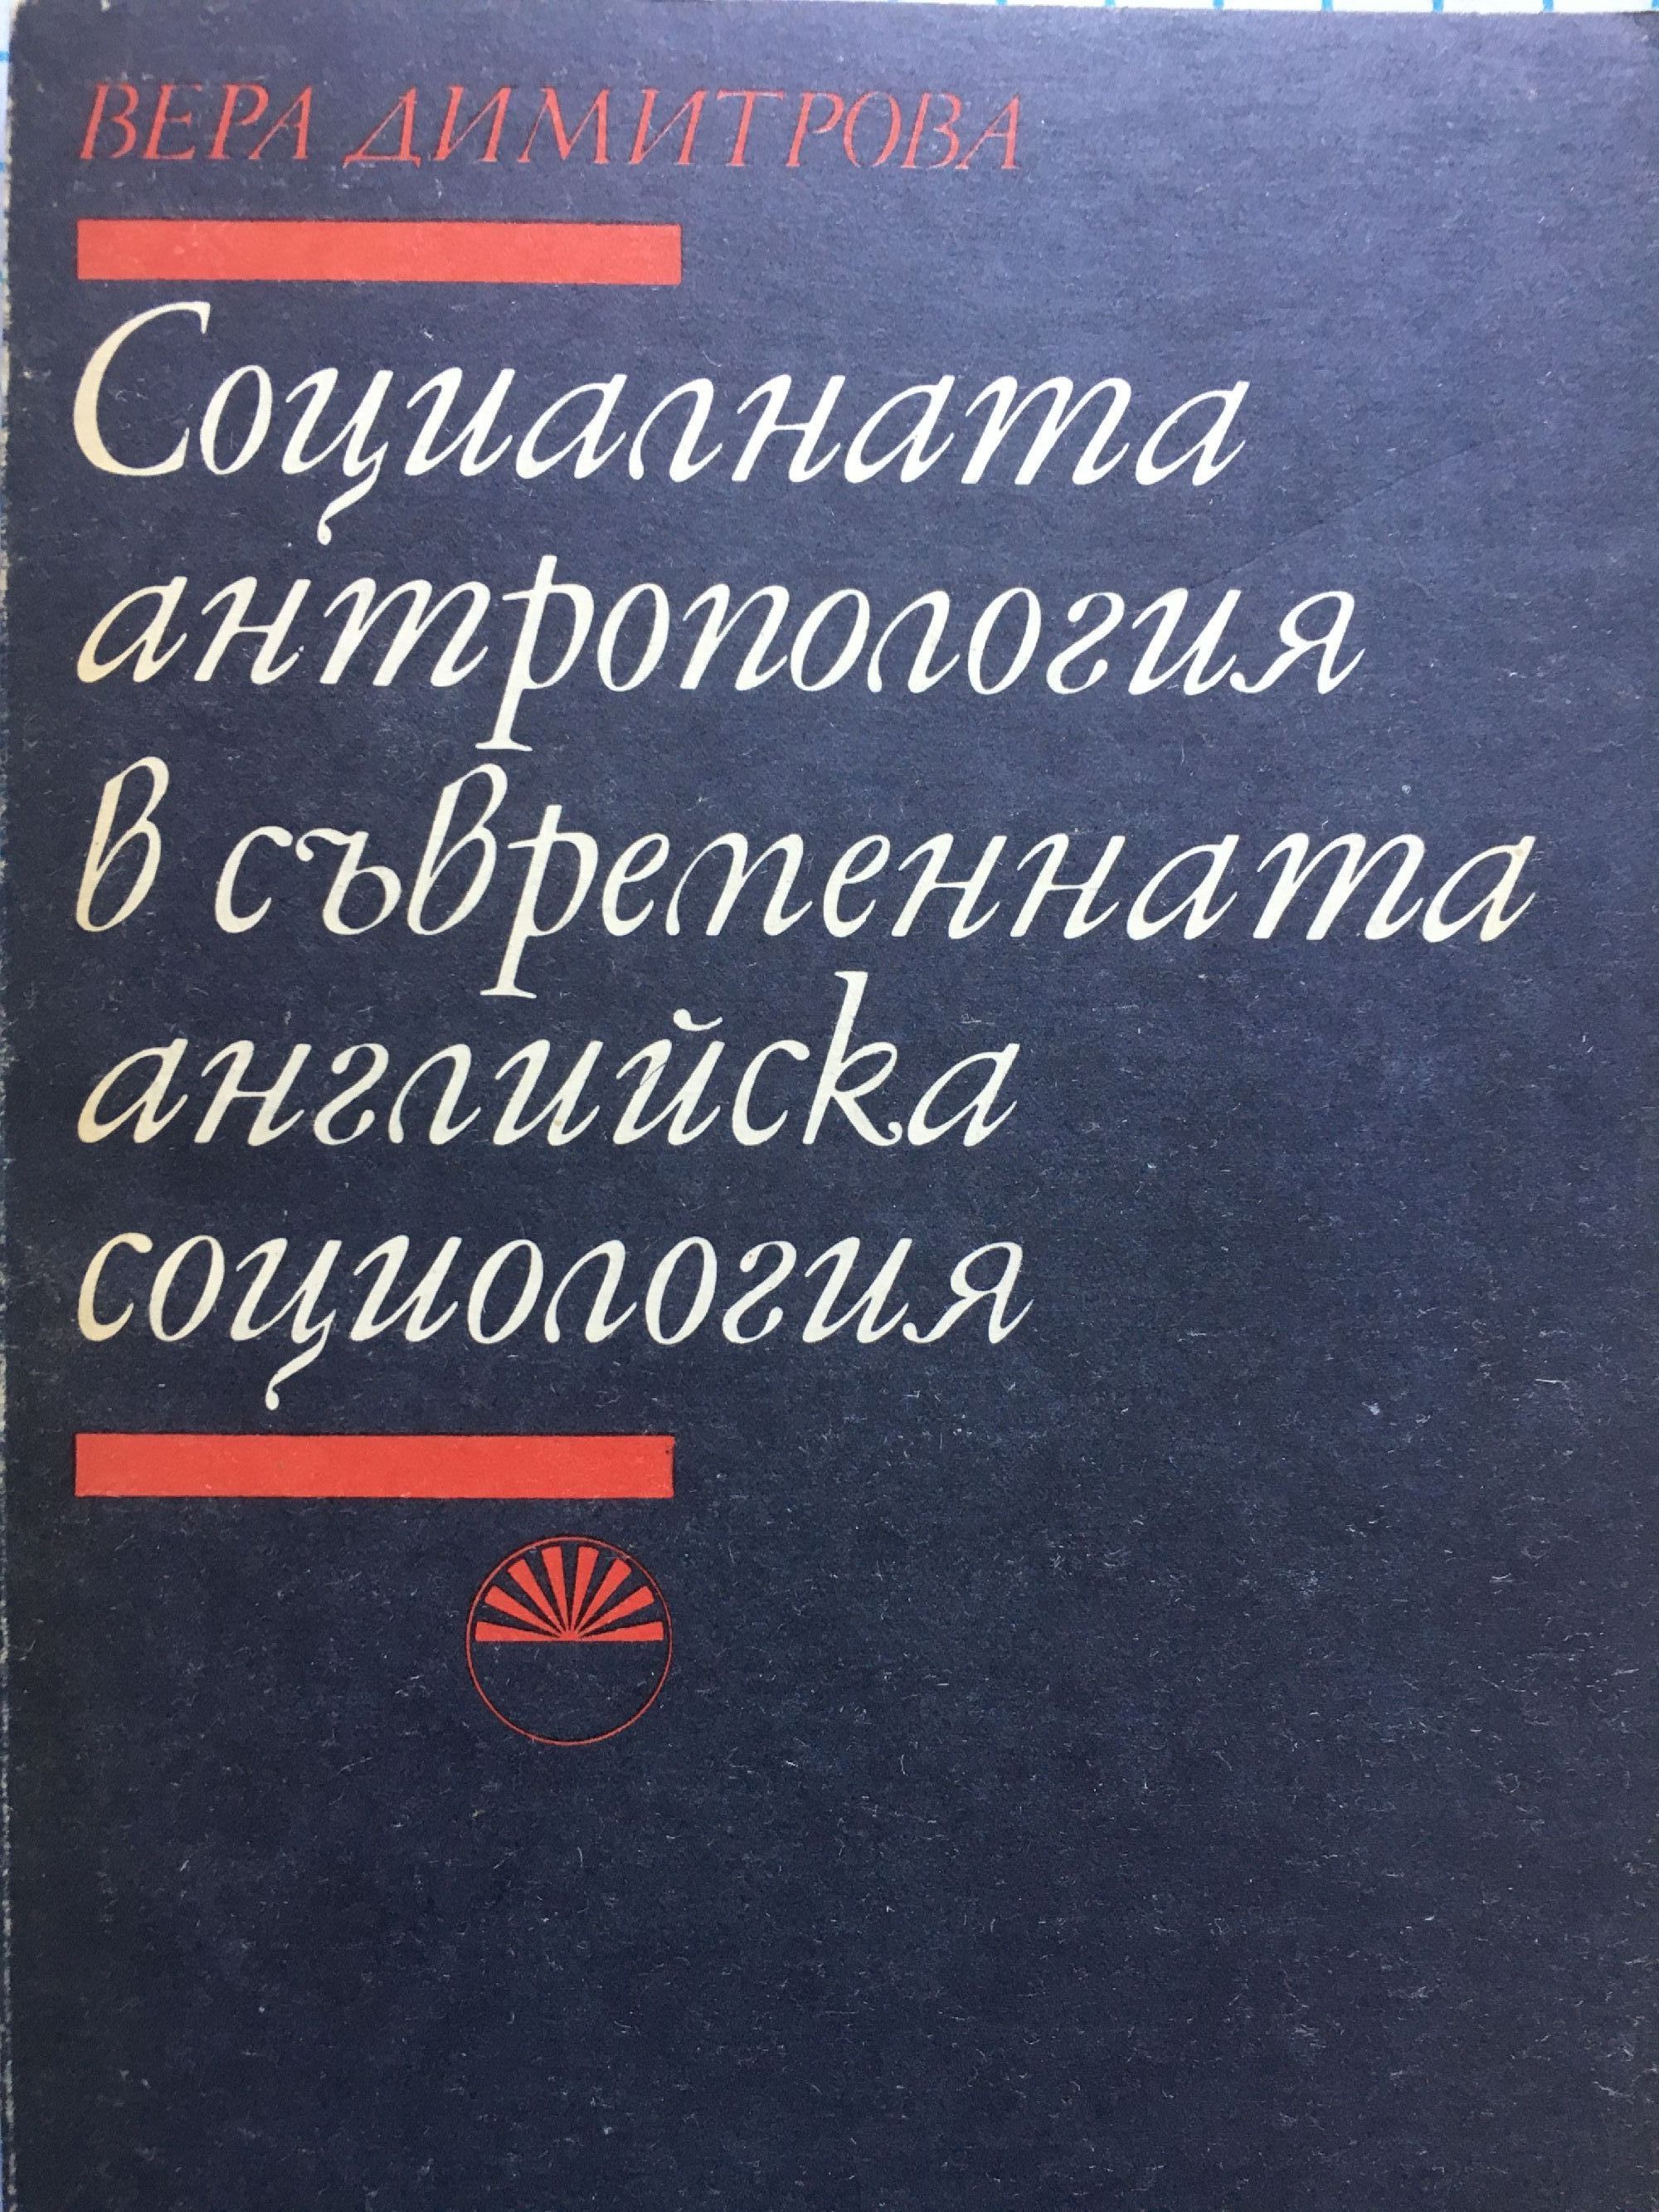 ВЕРА ДИМИТРОВА
Социалната
антропология
в съвременната
английска
социология